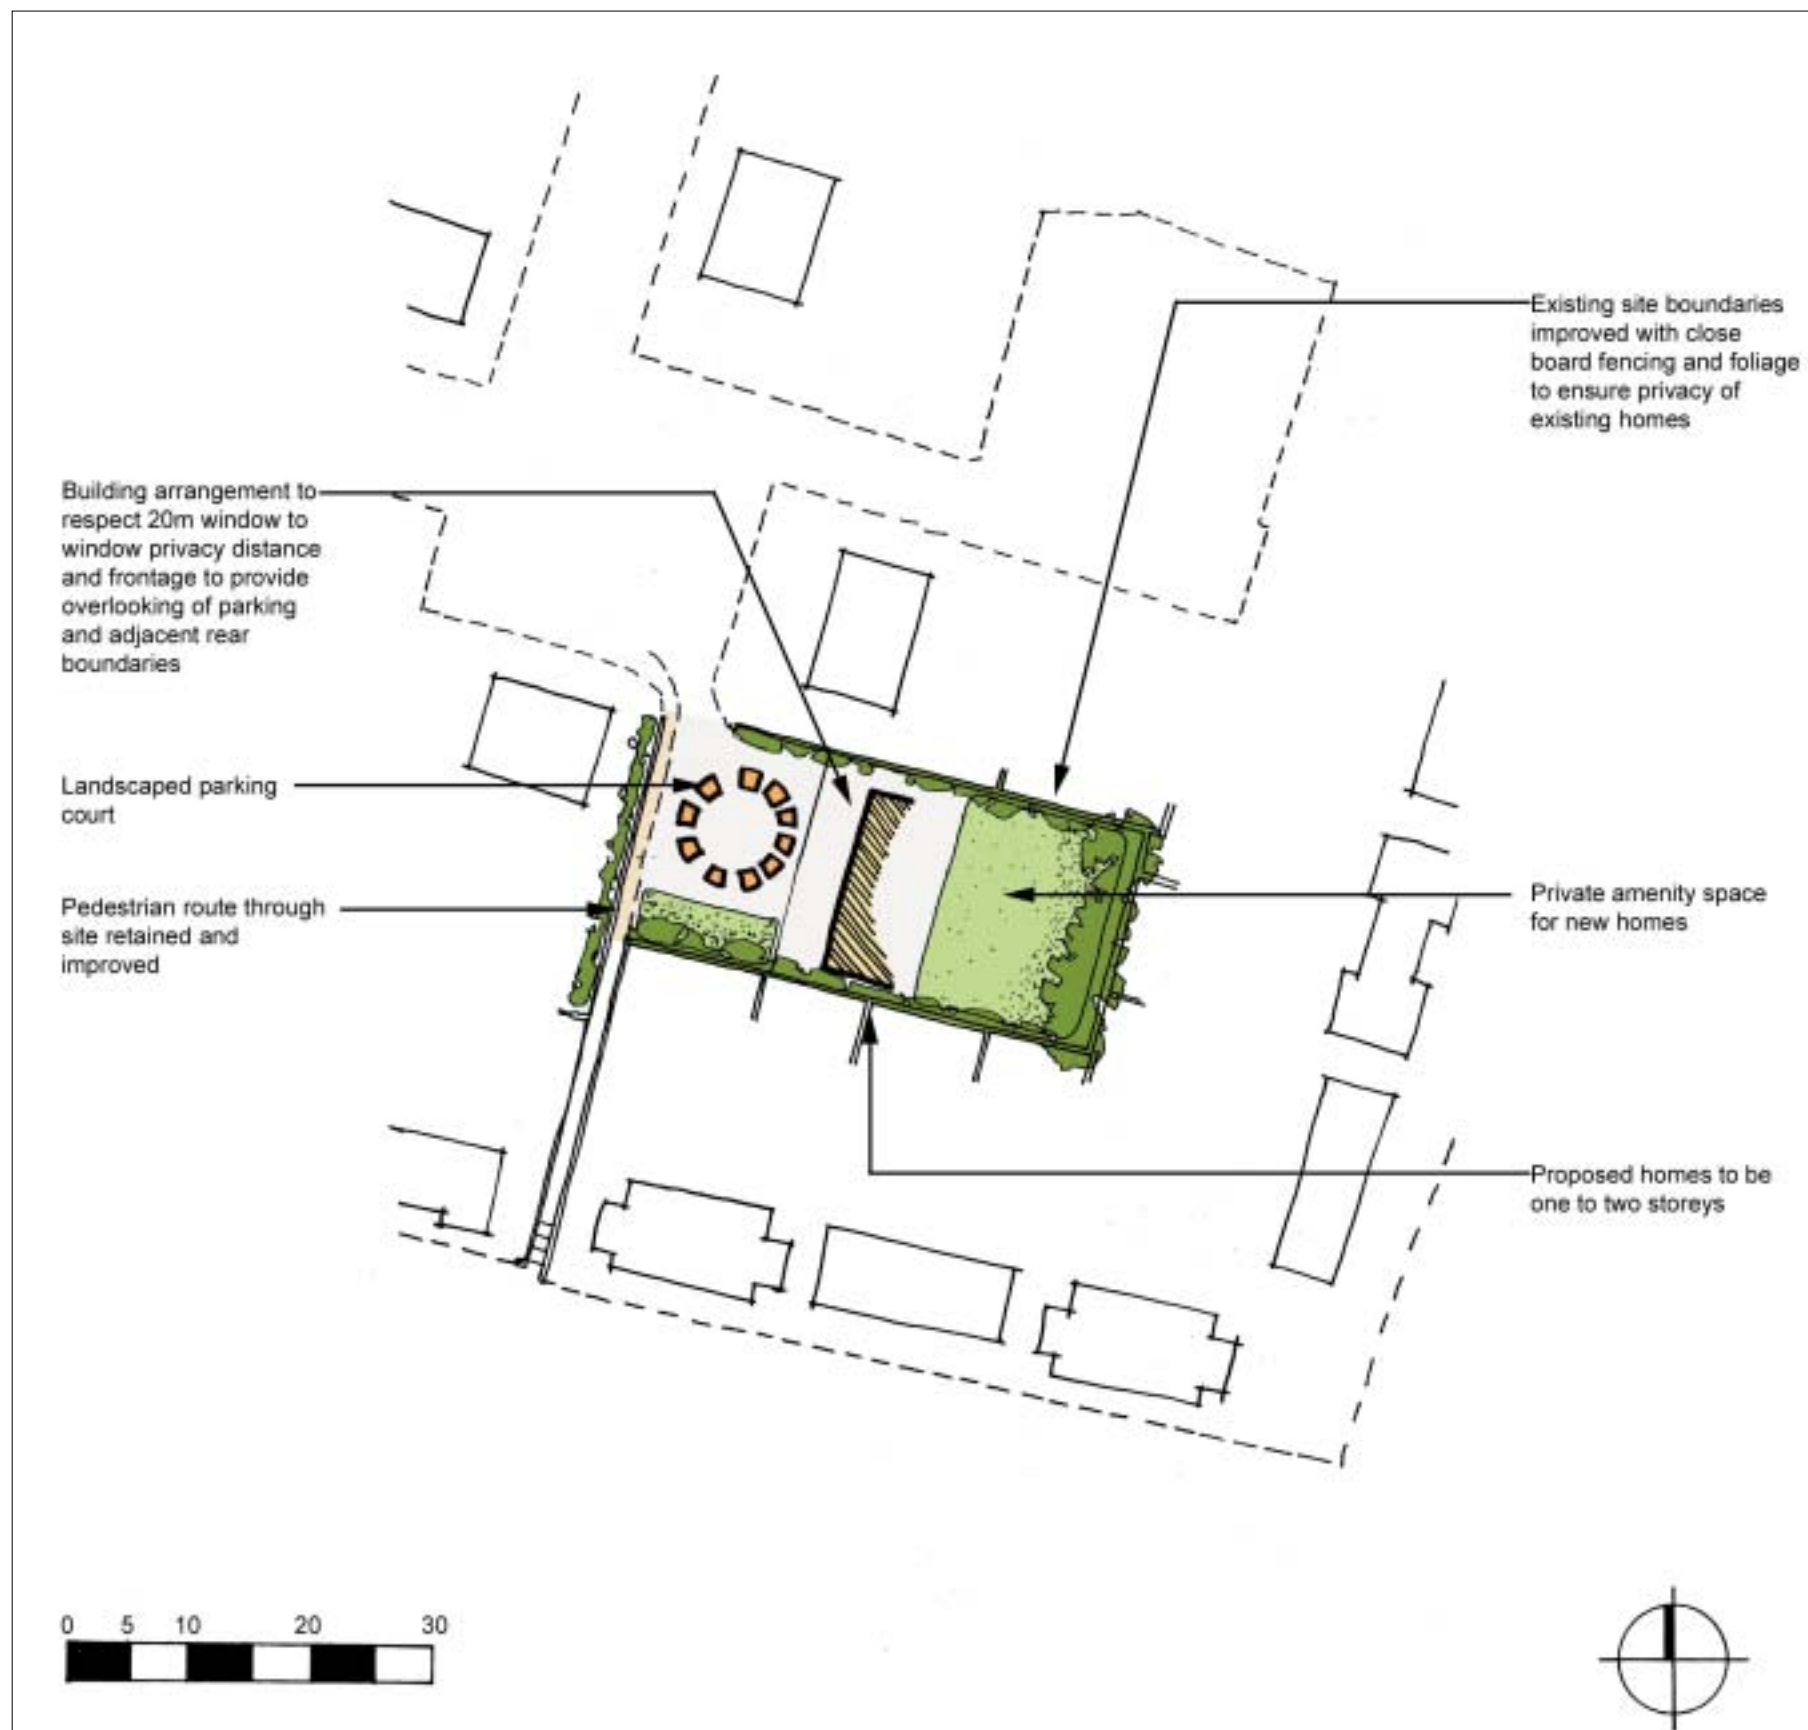 Existing site boundaries
improved with close
board fencing and foliage
to ensure privacy of
existing homes
Building arrangement to
respect 20m window to
window privacy distance
and frontage to provide
overlooking of parking
and adjacent rear
boundaries
Landscaped parking
court
Pedestrian route through
site retained and
improved
Private amenity space
for new homes
Proposed homes to be
one to two storeys
0 5 10 20 30